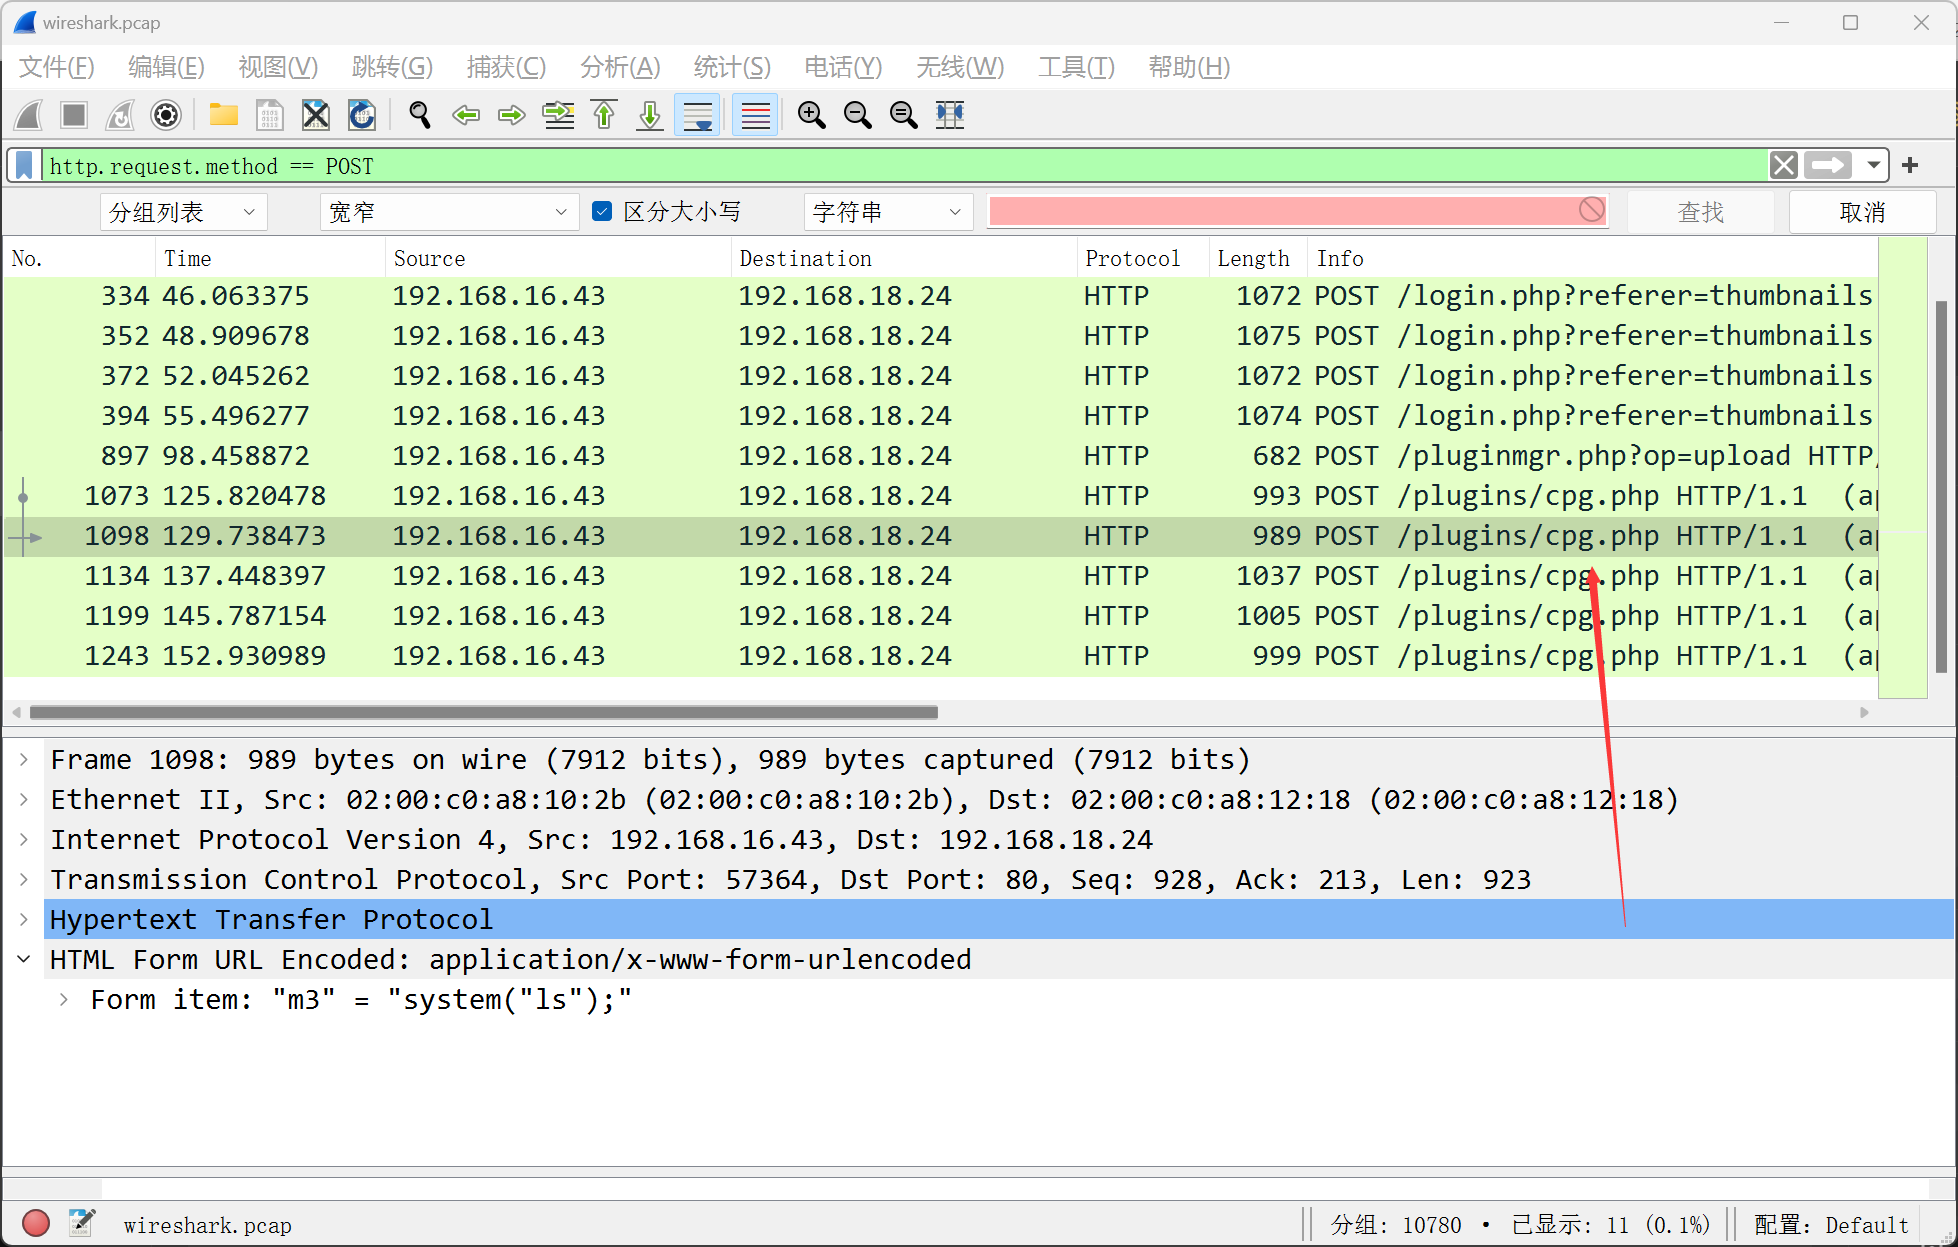 wireshark.pcap
文件(F) 编辑(E) 视图(V) 跳转(G) 捕获(C) 分析(A) 统计(S) 电话(Y) 无线(W) 工具(T) 帮助(H)
http.request.method == POST
分组列表 宽窄 区分大小写 字符串 查找 取消
No. Time Source Destination Protocol Length Info
334 46.063375 192.168.16.43 192.168.18.24 HTTP 1072 POST /login.php?referer=thumbnails
352 48.909678 192.168.16.43 192.168.18.24 HTTP 1075 POST /login.php?referer=thumbnails
372 52.045262 192.168.16.43 192.168.18.24 HTTP 1072 POST /login.php?referer=thumbnails
394 55.496277 192.168.16.43 192.168.18.24 HTTP 1074 POST /login.php?referer=thumbnails
897 98.458872 192.168.16.43 192.168.18.24 HTTP 682 POST /pluginmgr.php?op=upload HTTP/
1073 125.820478 192.168.16.43 192.168.18.24 HTTP 993 POST /plugins/cpg.php HTTP/1.1 (ap
1098 129.738473 192.168.16.43 192.168.18.24 HTTP 989 POST /plugins/cpg.php HTTP/1.1 (ap
1134 137.448397 192.168.16.43 192.168.18.24 HTTP 1037 POST /plugins/cpg.php HTTP/1.1 (ap
1199 145.787154 192.168.16.43 192.168.18.24 HTTP 1005 POST /plugins/cpg.php HTTP/1.1 (ap
1243 152.930989 192.168.16.43 192.168.18.24 HTTP 999 POST /plugins/cpg.php HTTP/1.1 (ap
Frame 1098: 989 bytes on wire (7912 bits), 989 bytes captured (7912 bits)
Ethernet II, Src: 02:00:c0:a8:10:2b (02:00:c0:a8:10:2b), Dst: 02:00:c0:a8:12:18 (02:00:c0:a8:12:18)
Internet Protocol Version 4, Src: 192.168.16.43, Dst: 192.168.18.24
Transmission Control Protocol, Src Port: 57364, Dst Port: 80, Seq: 928, Ack: 213, Len: 923
Hypertext Transfer Protocol
HTML Form URL Encoded: application/x-www-form-urlencoded
Form item: "m3" = "system("ls");"
wireshark.pcap 分组: 10780 · 已显示: 11 (0.1%) 配置: Default